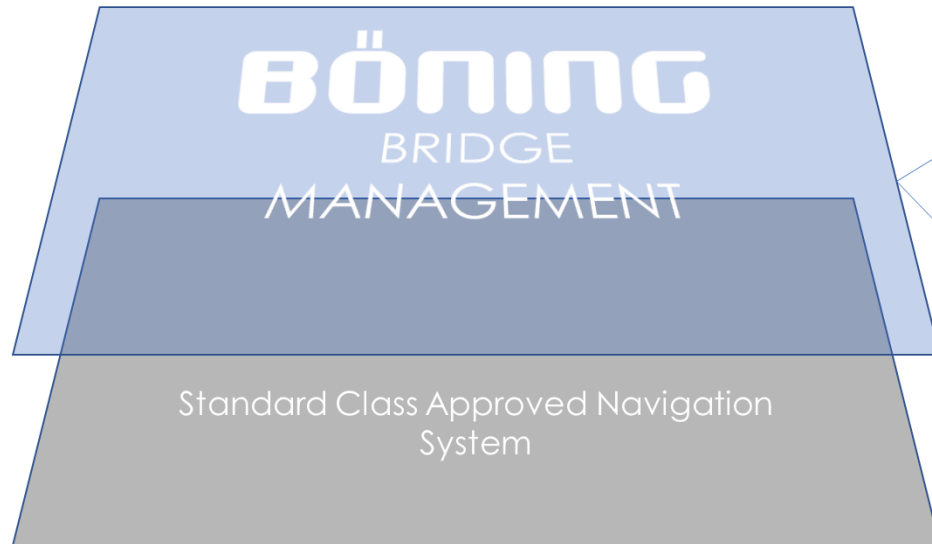 BÖNING
BRIDGE
MANAGEMENT
Standard Class Approved Navigation
System